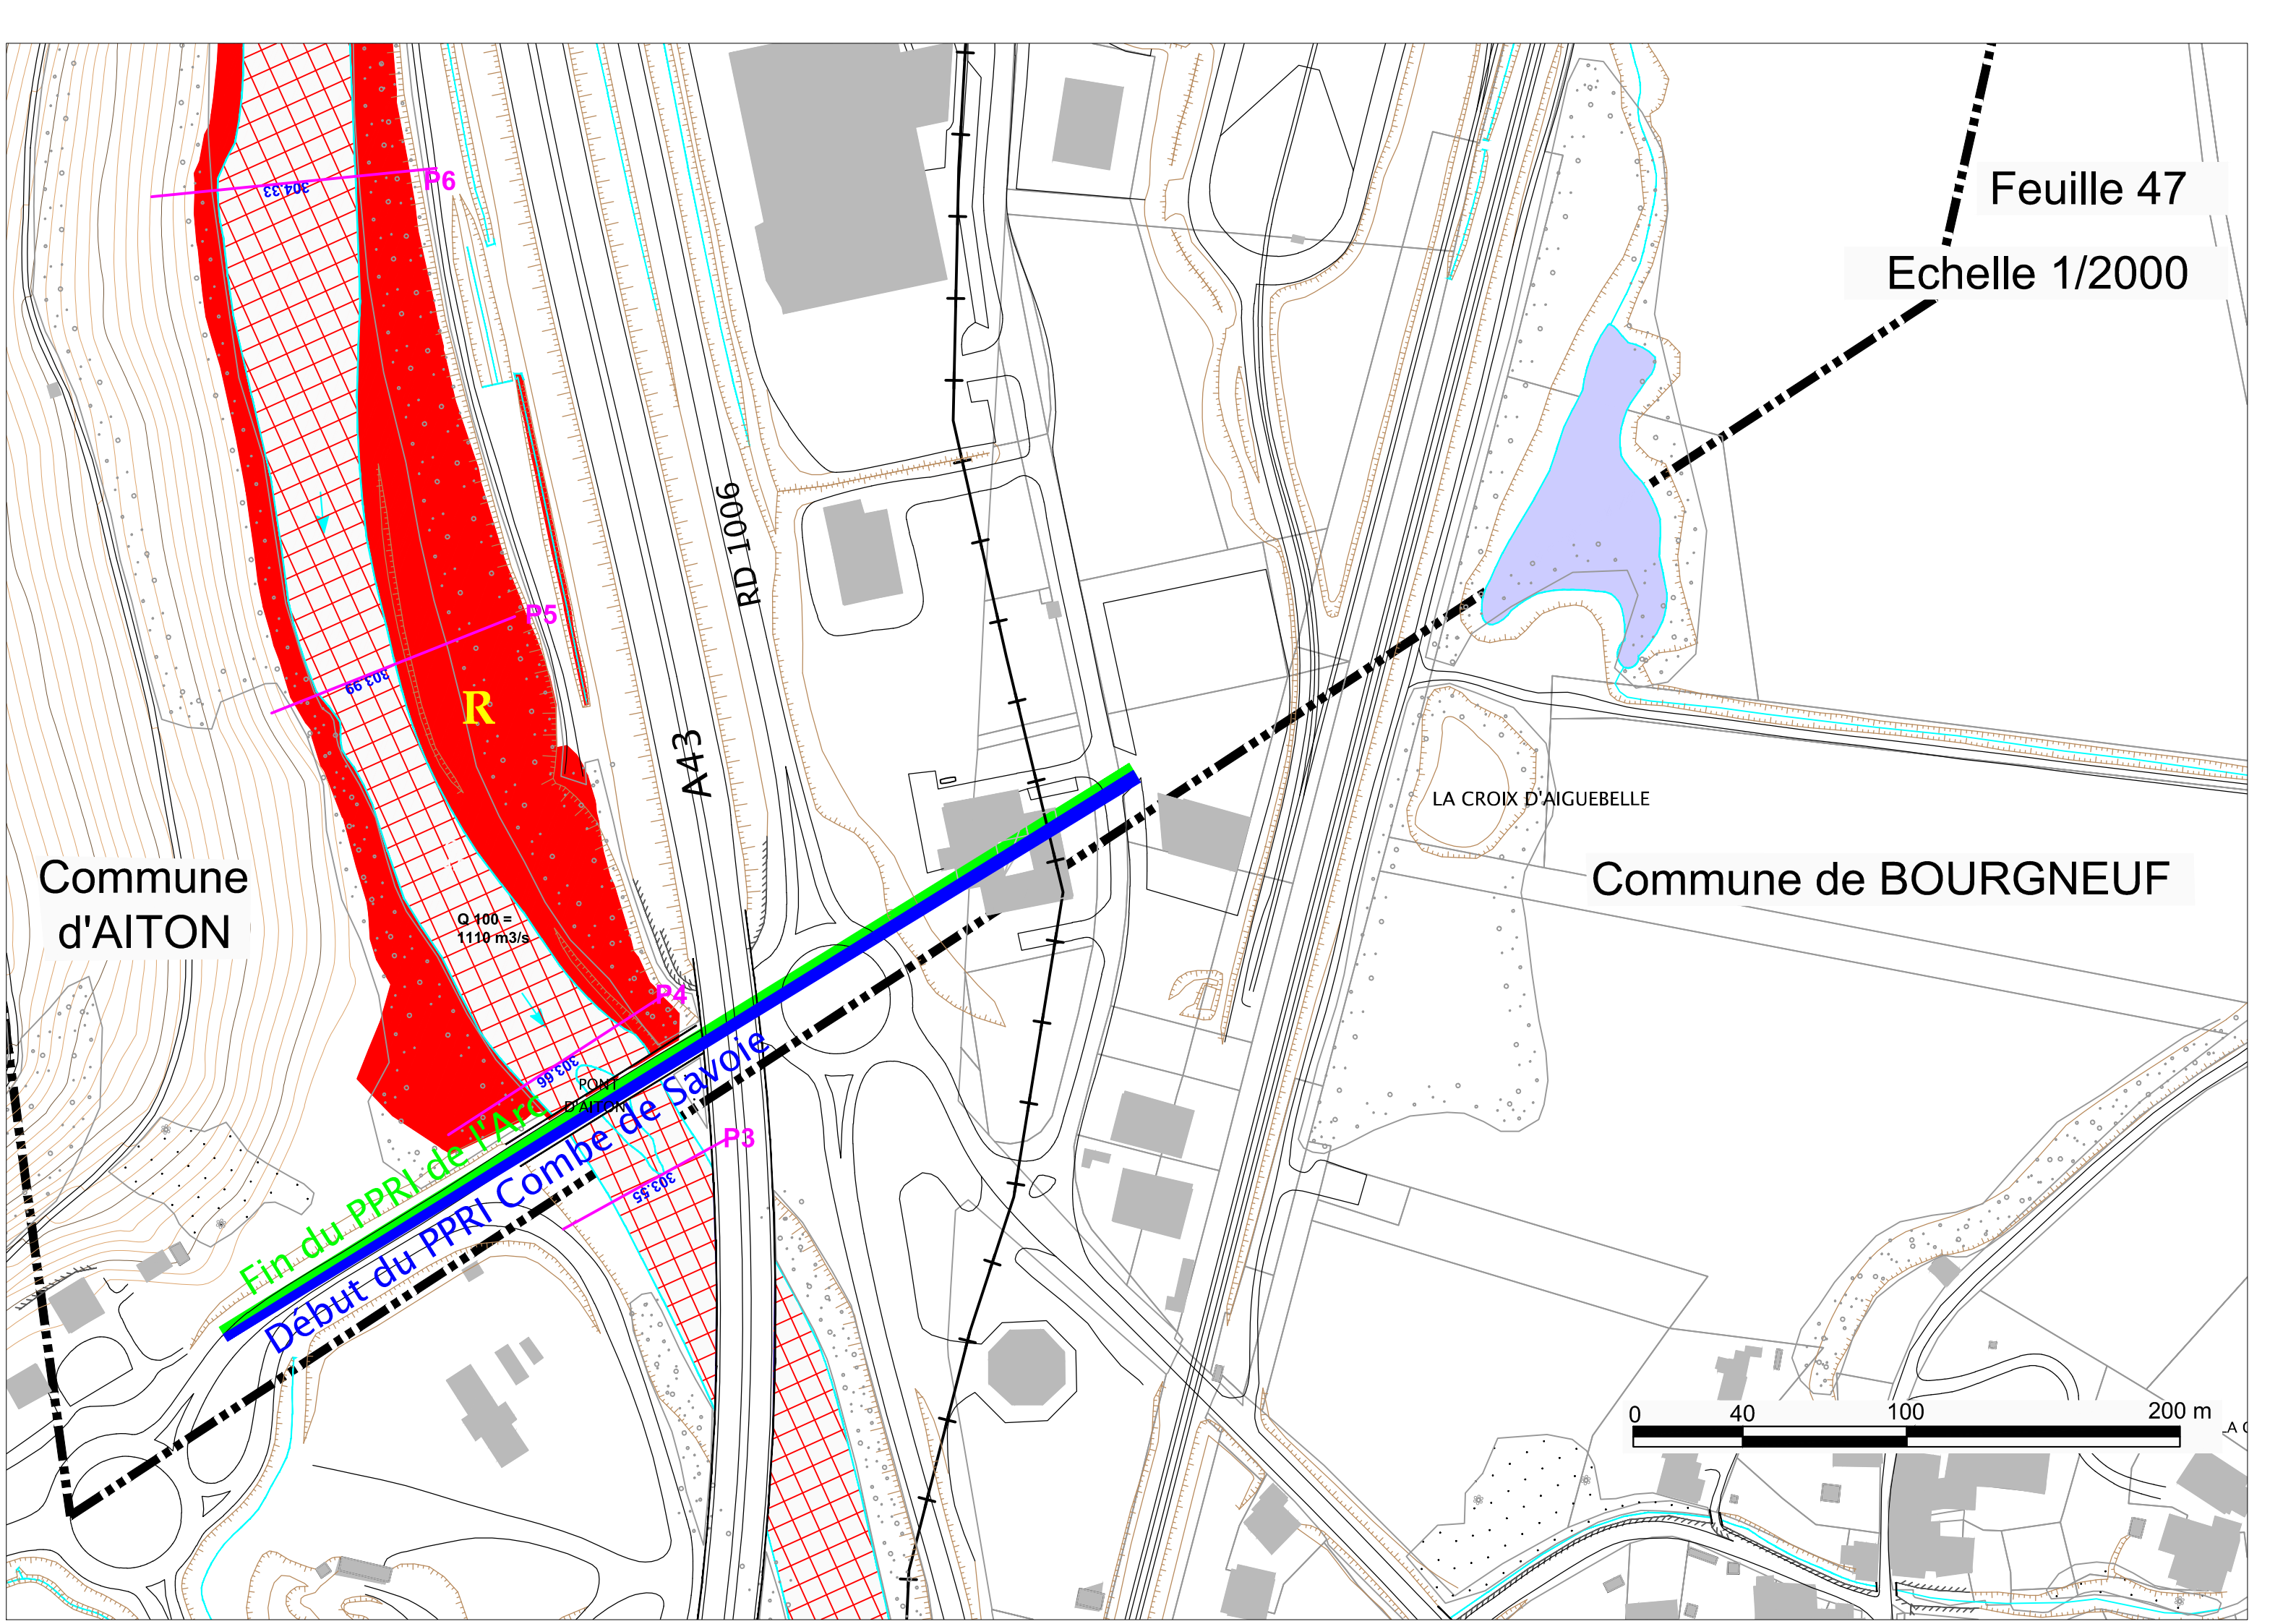 Feuille 47
Echelle 1/2000
P6
304.33
P5
303.99
R
RD 1006
A43
LA CROIX D'AIGUEBELLE
Commune
d'AITON
Commune de BOURGNEUF
Q 100 =
1110 m3/s
P4
303.66
PONT
D'AITON
P3
303.55
Fin du PPRI de l'Arc
Début du PPRI Combe de Savoie
0 40 100 200 m